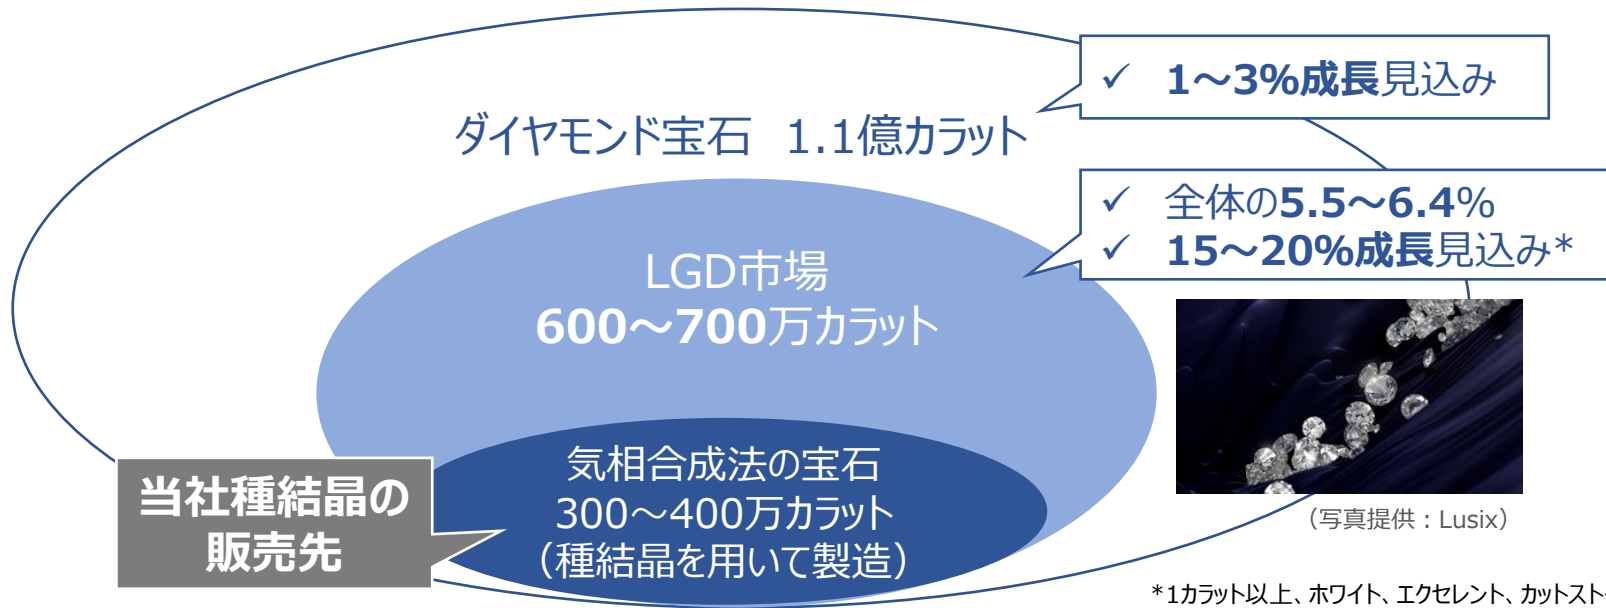 ✓ 1～3%成長見込み
ダイヤモンド宝石 1.1億カラット
✓ 全体の5.5～6.4%
✓ 15～20%成長見込み*
LGD市場
600～700万カラット
気相合成法の宝石
300～400万カラット
（種結晶を用いて製造）
当社種結晶の
販売先
（写真提供：Lusix）
*1カラット以上、ホワイト、エクセレント、カットスト